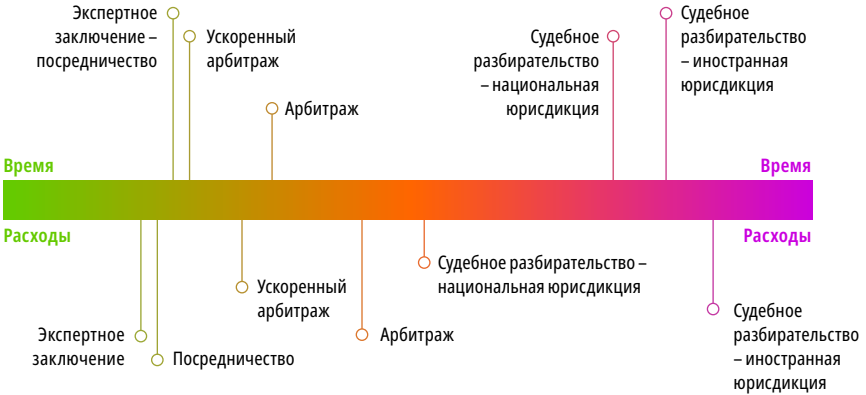 Экспертное
заключение –
посредничество
Ускоренный
арбитраж
Арбитраж
Судебное
разбирательство
– национальная
юрисдикция
Судебное
разбирательство
– иностранная
юрисдикция
Время
Время
Расходы
Расходы
Экспертное
заключение
Посредничество
Ускоренный
арбитраж
Арбитраж
Судебное разбирательство –
национальная юрисдикция
Судебное
разбирательство
– иностранная
юрисдикция